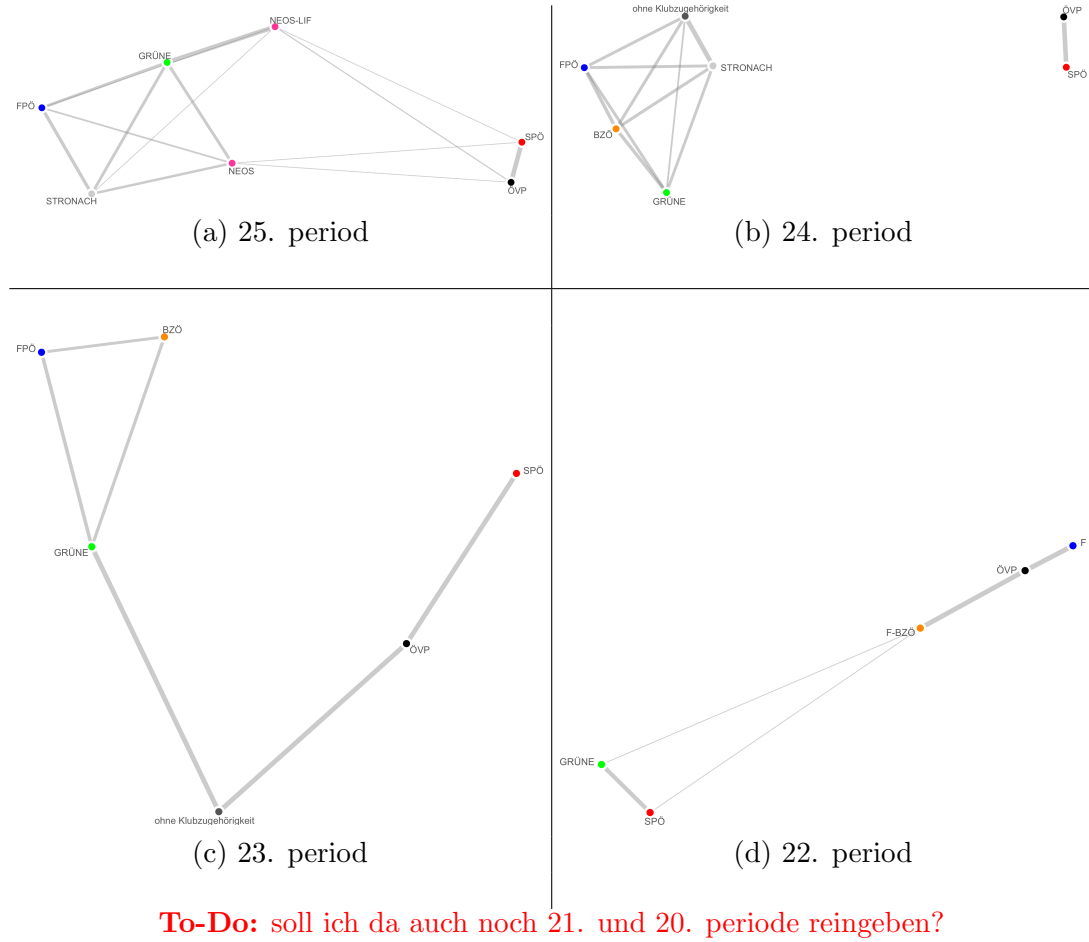 NEOS-LIF
GRÜNE
FPÖ
SPÖ
NEOS
ÖVP
STRONACH
(a) 25. period
ohne Klubzugehörigkeit
ÖVP
FPÖ
STRONACH
SPÖ
BZÖ
GRÜNE
(b) 24. period
BZÖ
FPÖ
SPÖ
GRÜNE
ÖVP
ohne Klubzugehörigkeit
(c) 23. period
F
ÖVP
F-BZÖ
GRÜNE
SPÖ
(d) 22. period
To-Do: soll ich da auch noch 21. und 20. periode reingeben?